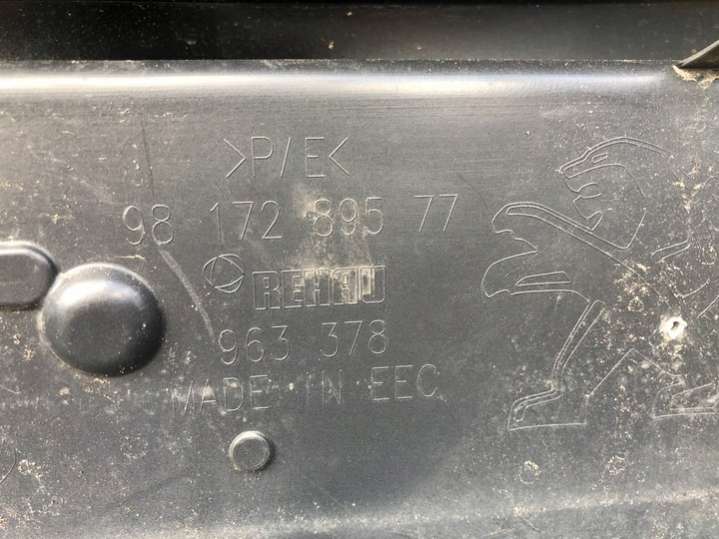 >P/E<
98 172 895 77
REHAU
963 378
MADE IN EEC